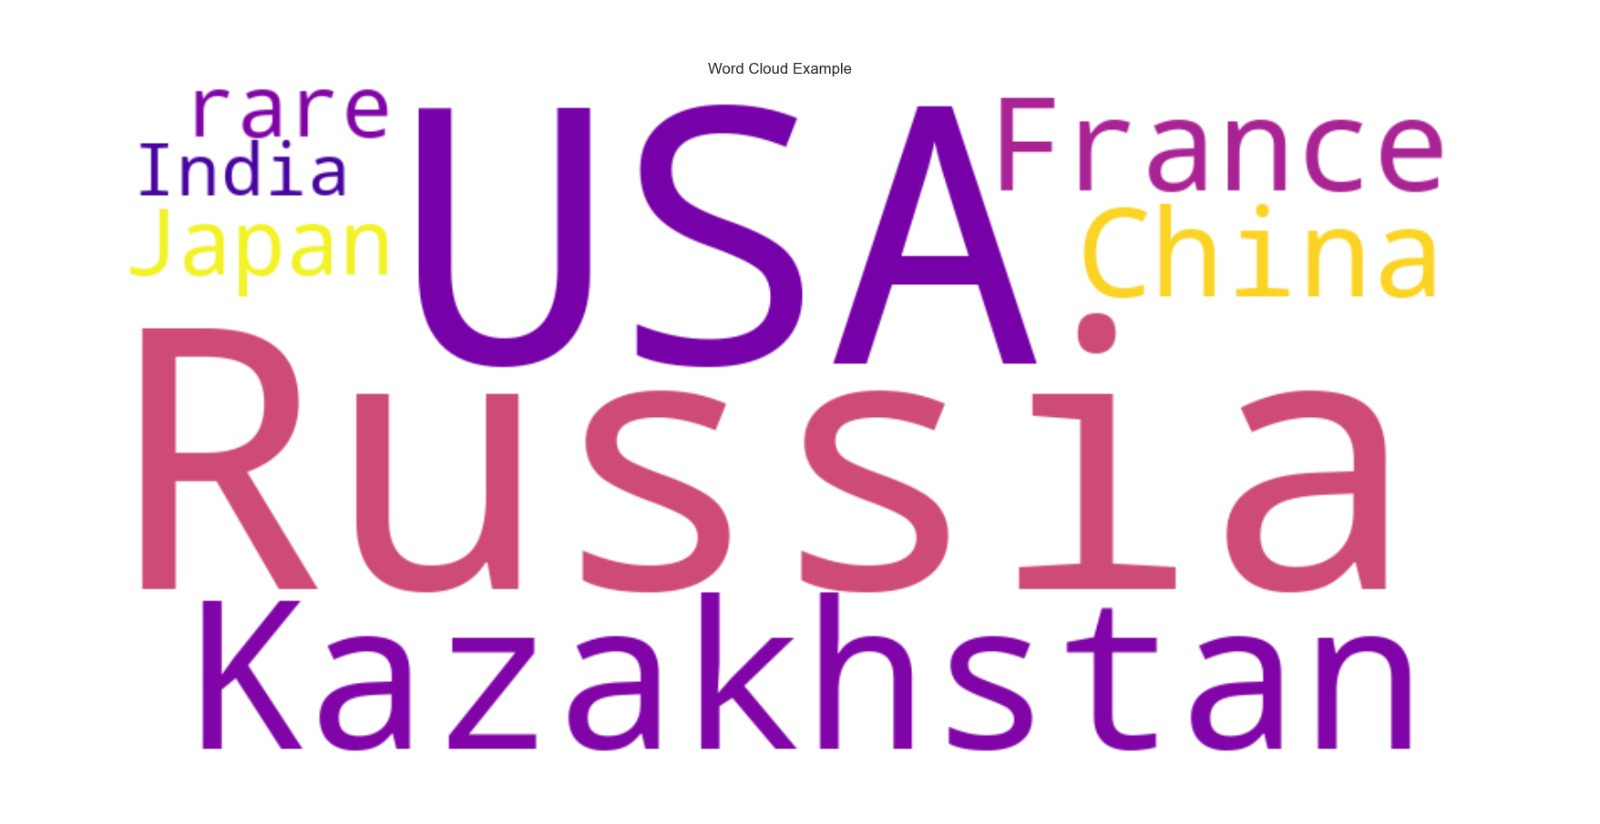 Word Cloud Example
rare
India
Japan
USA
France
China
Russia
Kazakhstan